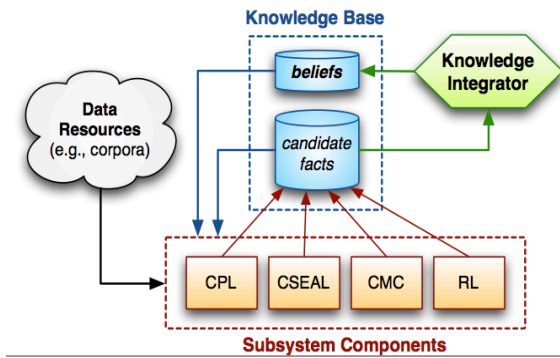 Knowledge Base
beliefs
Knowledge
Integrator
Data
Resources
(e.g., corpora)
candidate
facts
CPL
CSEAL
CMC
RL
Subsystem Components